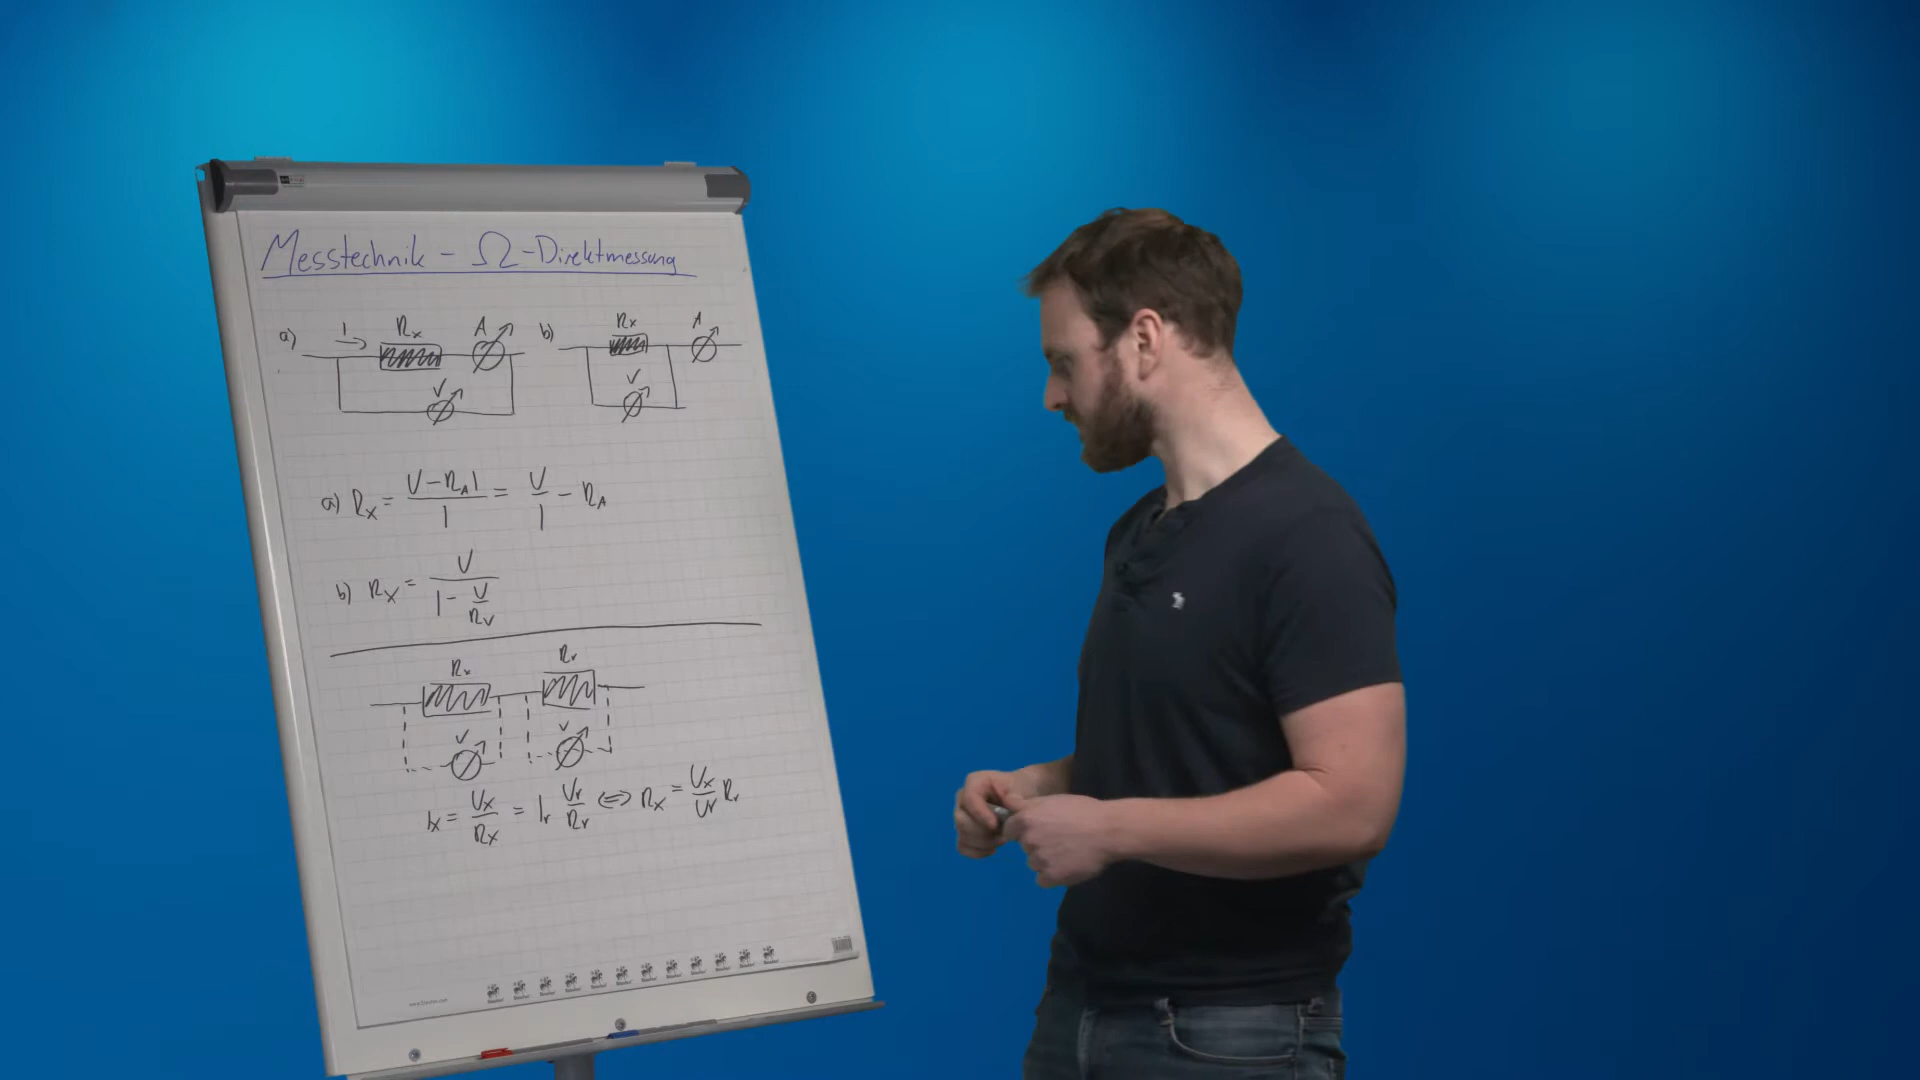 Messtechnik - Ω-Direktmessung
a) I Rx A b) Rx A
V V
a) Rx = (U - RA I) / I = U / I - RA
b) Rx = U / (I - U / RV)
Rx Rr
V V
Ix = Ux / Rx = Ir Ur / Rr ⇔ Rx = Ux / Ur Rr